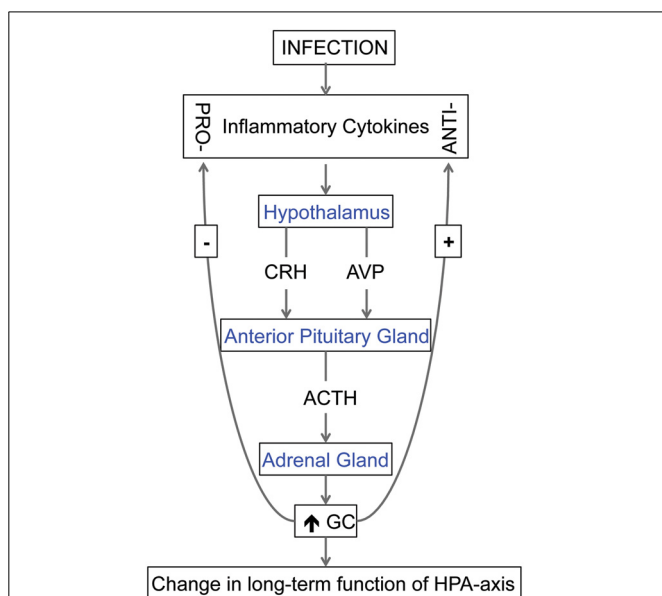 INFECTION
PRO- Inflammatory Cytokines ANTI-
Hypothalamus
- +
CRH AVP
Anterior Pituitary Gland
ACTH
Adrenal Gland
↑ GC
Change in long-term function of HPA-axis